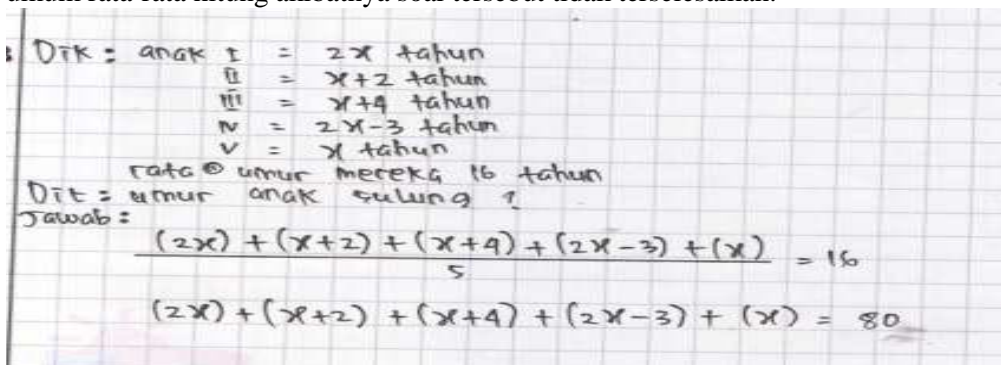 Dik : anak I = 2x tahun
II = x+2 tahun
III = x+4 tahun
IV = 2x-3 tahun
V = x tahun
rata② umur mereka 16 tahun
Dit : umur anak sulung ?
Jawab :
(2x) + (x+2) + (x+4) + (2x-3) + (x) / 5 = 16
(2x) + (x+2) + (x+4) + (2x-3) + (x) = 80